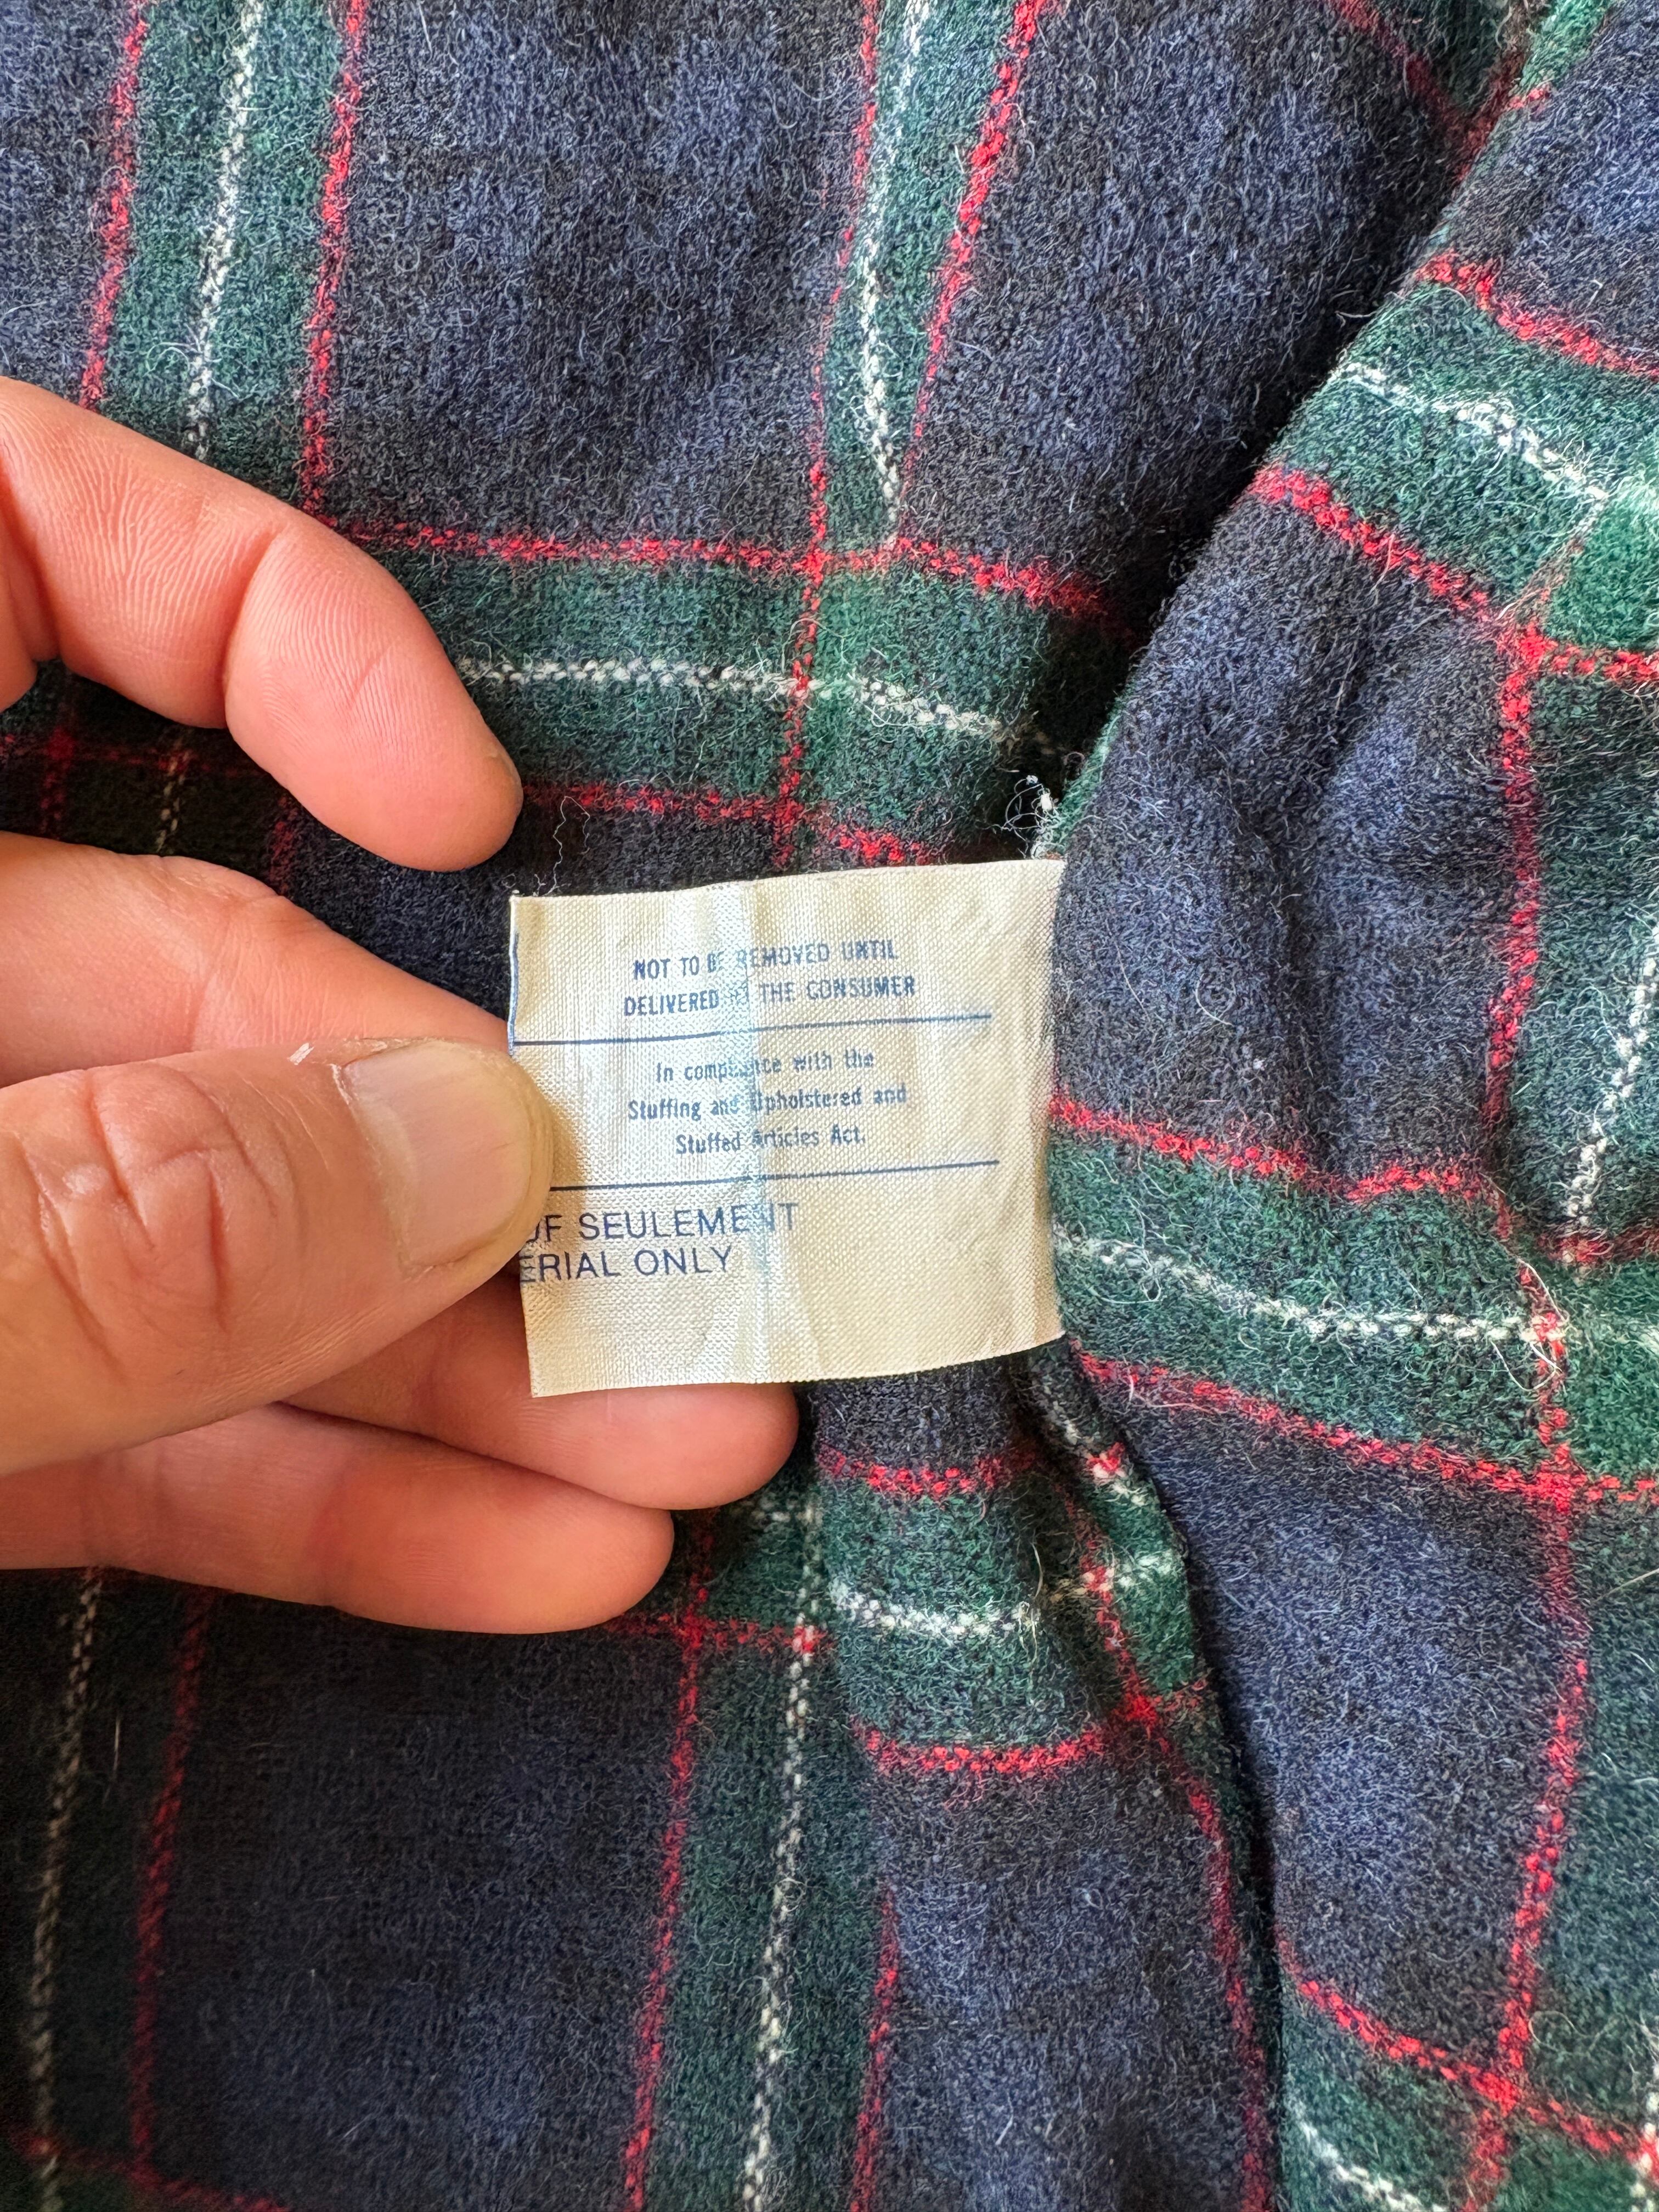 NOT TO BE REMOVED UNTIL
DELIVERED TO THE CONSUMER
In compliance with the
Stuffing and Upholstered and
Stuffed Articles Act.
UF SEULEMENT
ERIAL ONLY